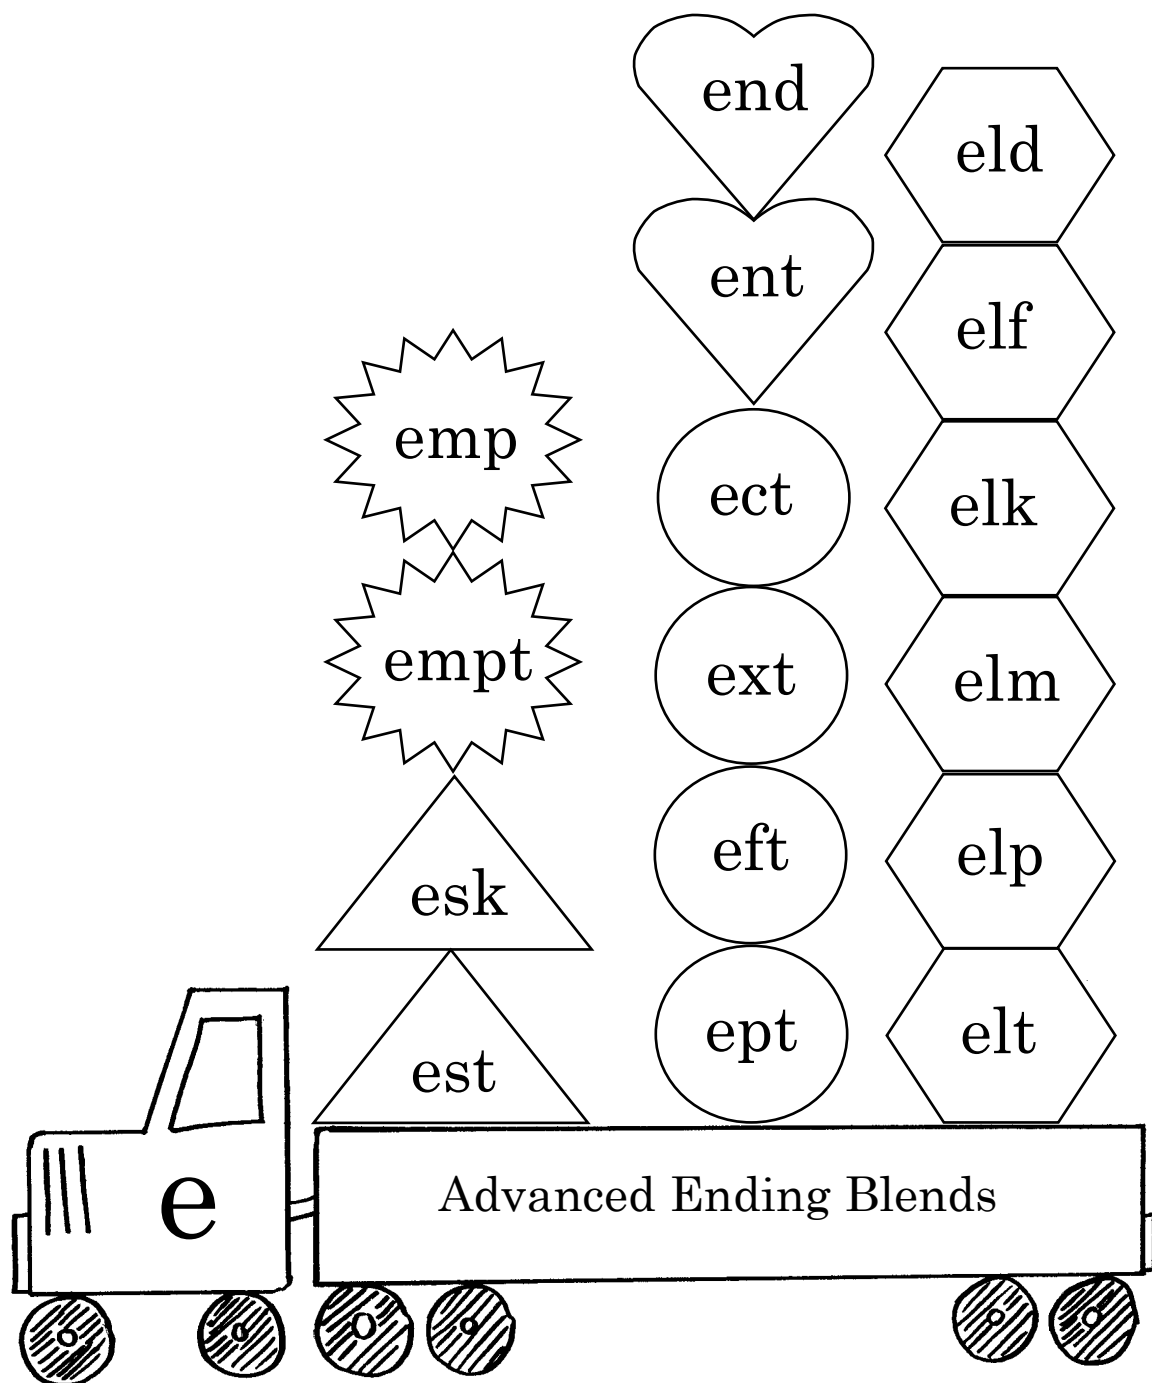 end
ent
ect
ext
eft
ept
eld
elf
elk
elm
elp
elt
emp
empt
esk
est
e
Advanced Ending Blends